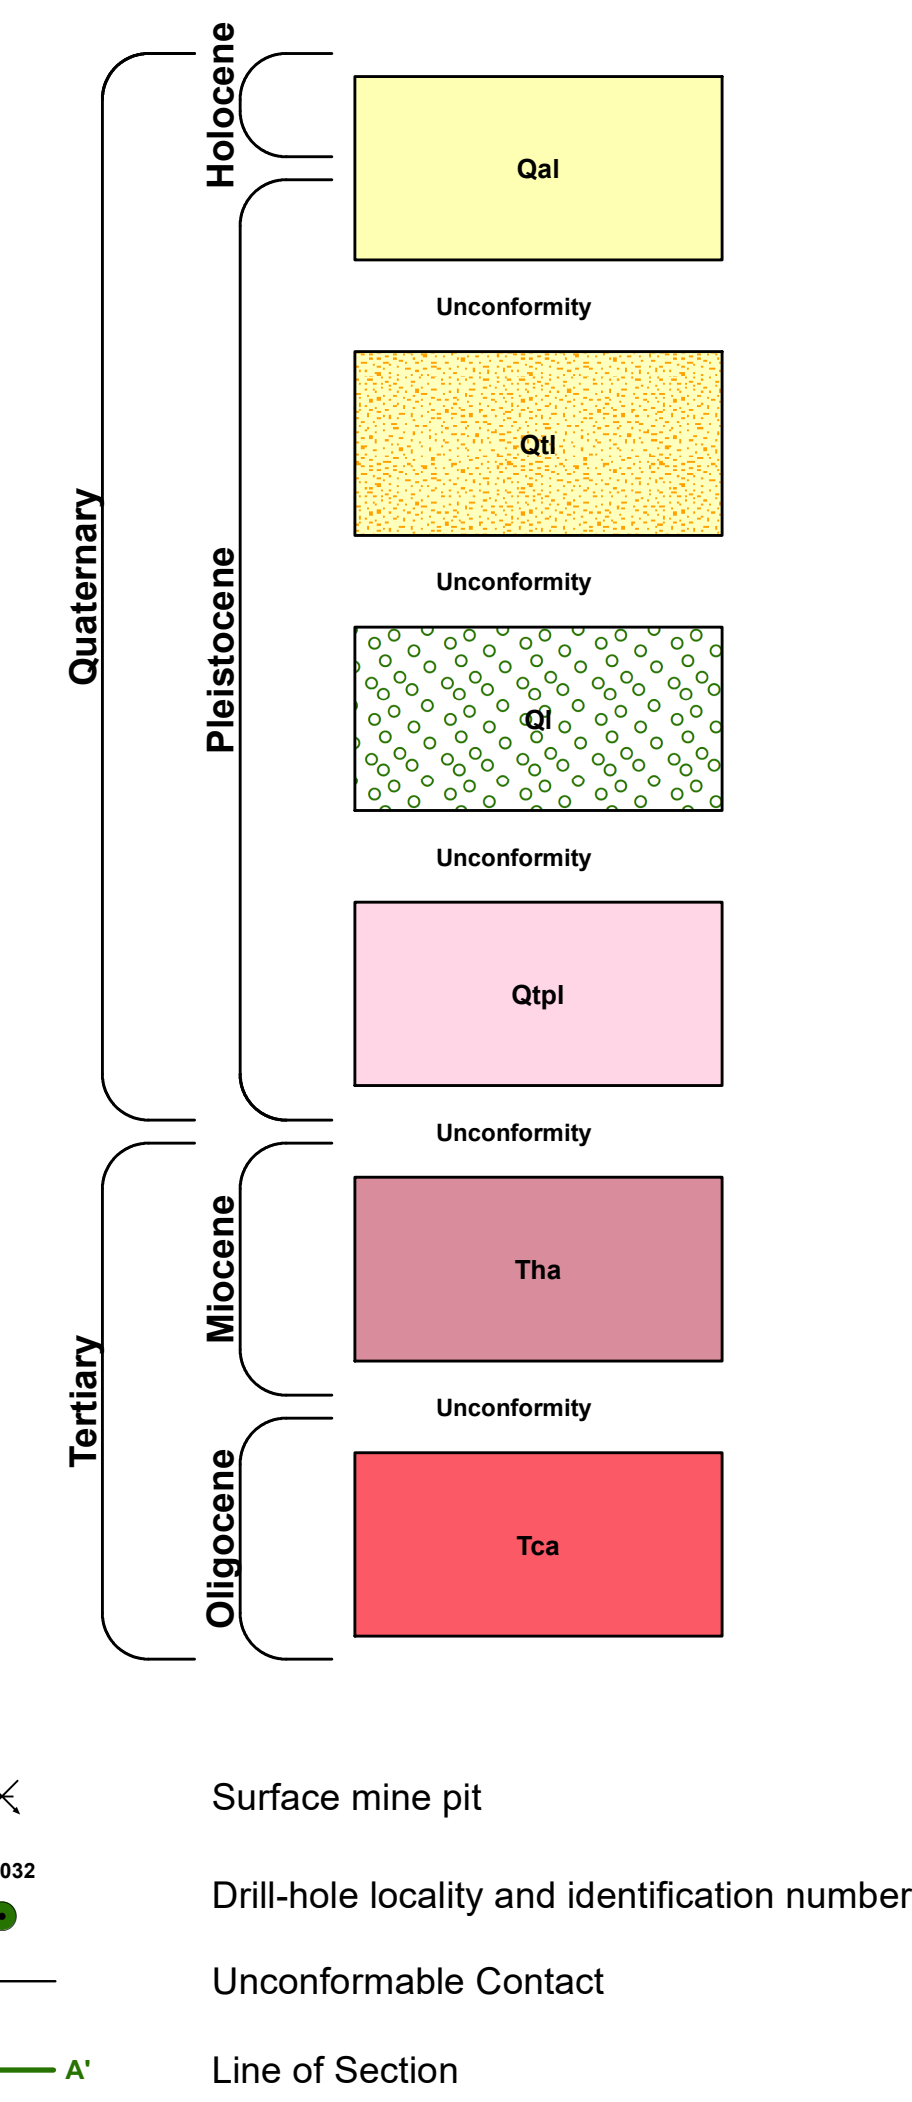 Quaternary
Holocene
Qal
Unconformity
Qtl
Unconformity
Pleistocene
Ql
Unconformity
Qtpl
Unconformity
Tertiary
Miocene
Tha
Unconformity
Oligocene
Tca
Surface mine pit
032
Drill-hole locality and identification number
Unconformable Contact
A' Line of Section